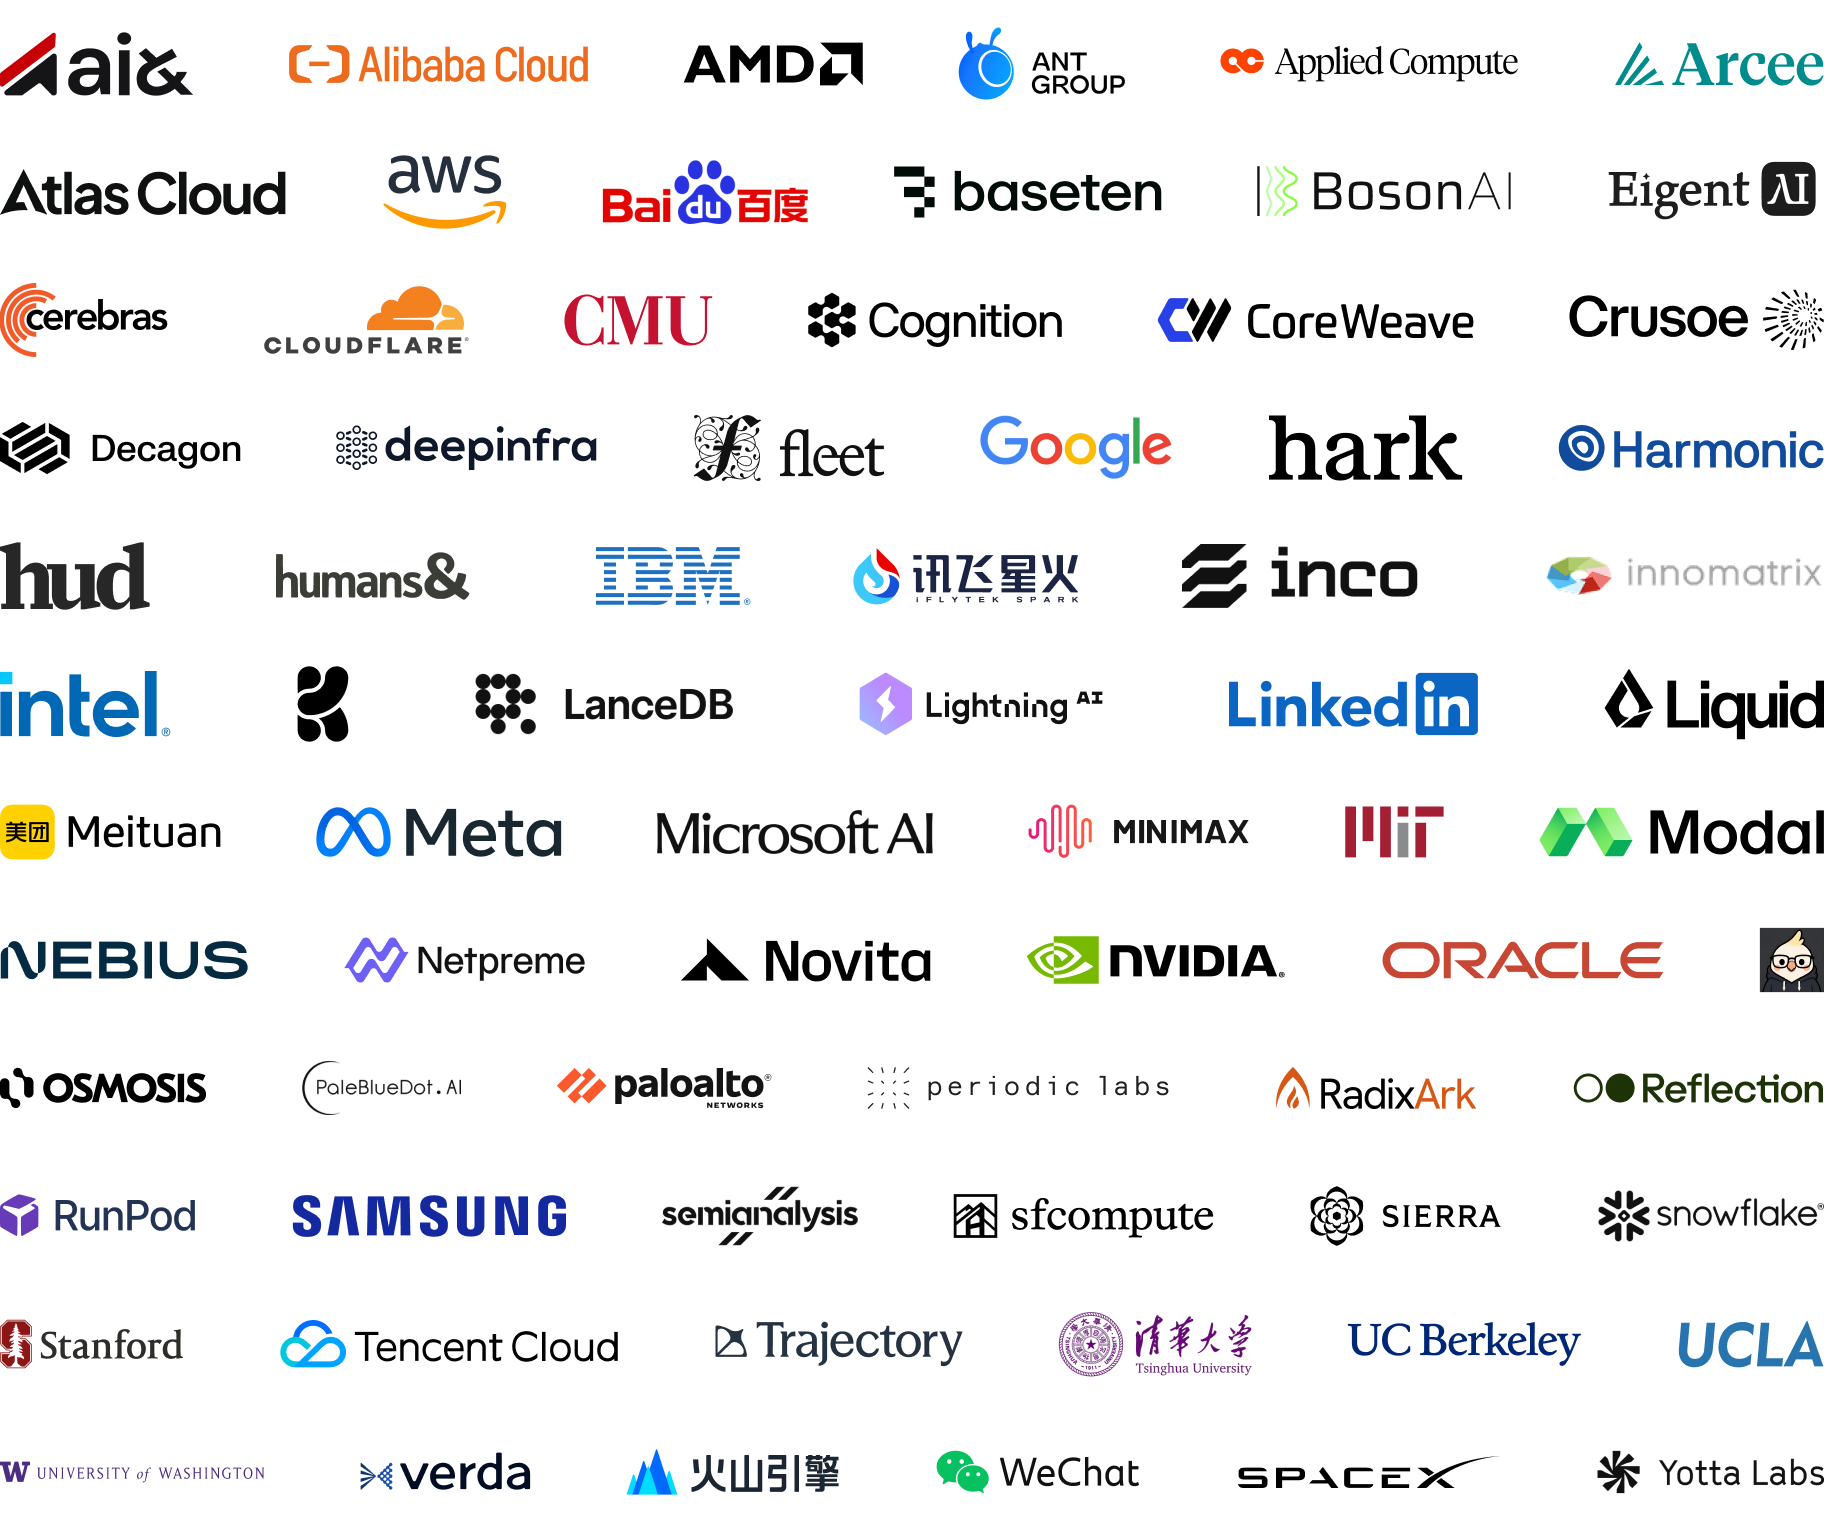 ai&
Alibaba Cloud
AMD
ANT
GROUP
Applied Compute
Arcee
Atlas Cloud
aws
Bai du 百度
baseten
BosonAI
Eigent AI
cerebras
CLOUDFLARE®
CMU
Cognition
CoreWeave
Crusoe
Decagon
deepinfra
f fleet
Google
hark
Harmonic
hud
humans&
IBM®
讯飞星火
iFLYTEK SPARK
inco
innomatrix
intel®
LanceDB
Lightning AI
LinkedIn
Liquid
美团 Meituan
Meta
Microsoft AI
MINIMAX
MIT
Modal
NEBIUS
Netpreme
Novita
NVIDIA®
ORACLE
OSMOSIS
PaleBlueDot.AI
paloalto®
NETWORKS
periodic labs
RadixArk
Reflection
RunPod
SAMSUNG
semianalysis
sfcompute
SIERRA
snowflake®
S Stanford
Tencent Cloud
Trajectory
清华大学
Tsinghua University
UC Berkeley
UCLA
W UNIVERSITY of WASHINGTON
verda
火山引擎
WeChat
SPACEX
Yotta Labs